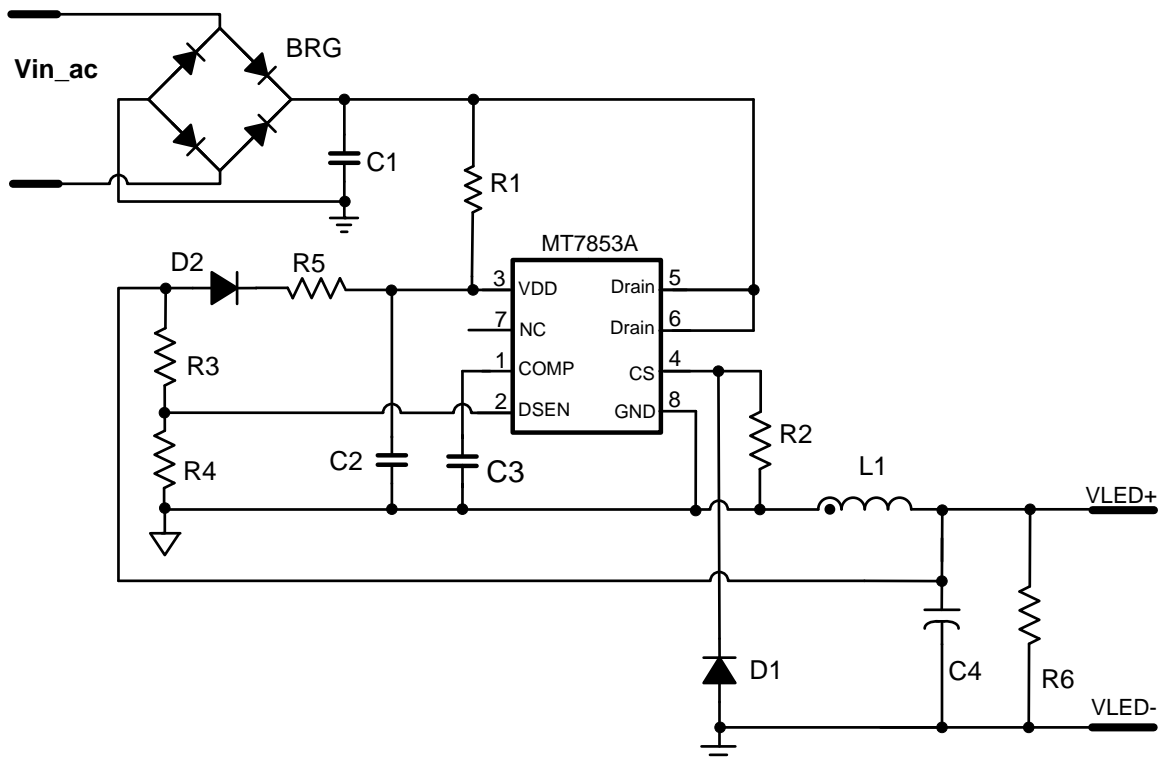 BRG
Vin_ac
C1
R1
MT7853A
D2
R5
3
VDD
Drain
5
7
NC
Drain
6
R3
1
COMP
CS
4
2
DSEN
GND
8
R4
C2
C3
R2
L1
VLED+
D1
C4
R6
VLED-